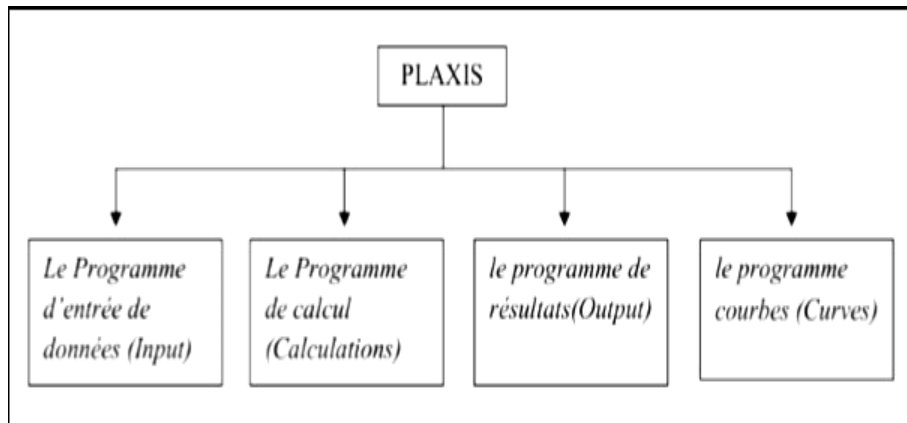 PLAXIS
Le Programme
d'entrée de
données (Input)
Le Programme
de calcul
(Calculations)
le programme de
résultats(Output)
le programme
courbes (Curves)